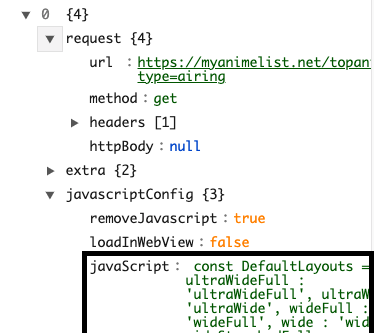 0 {4}
request {4}
url : https://myanimelist.net/topan
type=airing
method : get
headers [1]
httpBody : null
extra {2}
javascriptConfig {3}
removeJavascript : true
loadInWebView : false
javaScript : const DefaultLayouts =
ultraWideFull :
'ultraWideFull', ultraW
'ultraWide', wideFull :
'wideFull', wide : 'wid